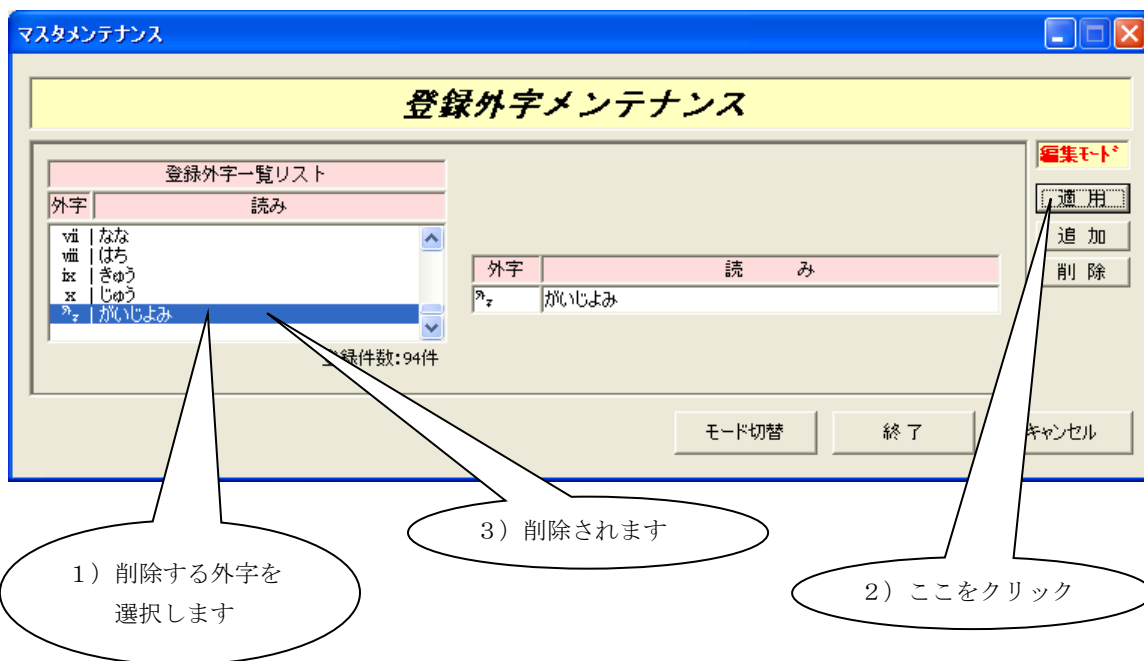 マスタメンテナンス
登録外字メンテナンス
編集ﾓｰﾄﾞ
登録外字一覧リスト
外字 読み
ⅶ | なな
ⅷ | はち
ⅸ | きゅう
ⅹ | じゅう
| がいじよみ
登録件数:94件
外字 読 み
がいじよみ
適 用
追 加
削 除
モード切替 終 了 キャンセル
3）削除されます
1）削除する外字を
選択します
2）ここをクリック